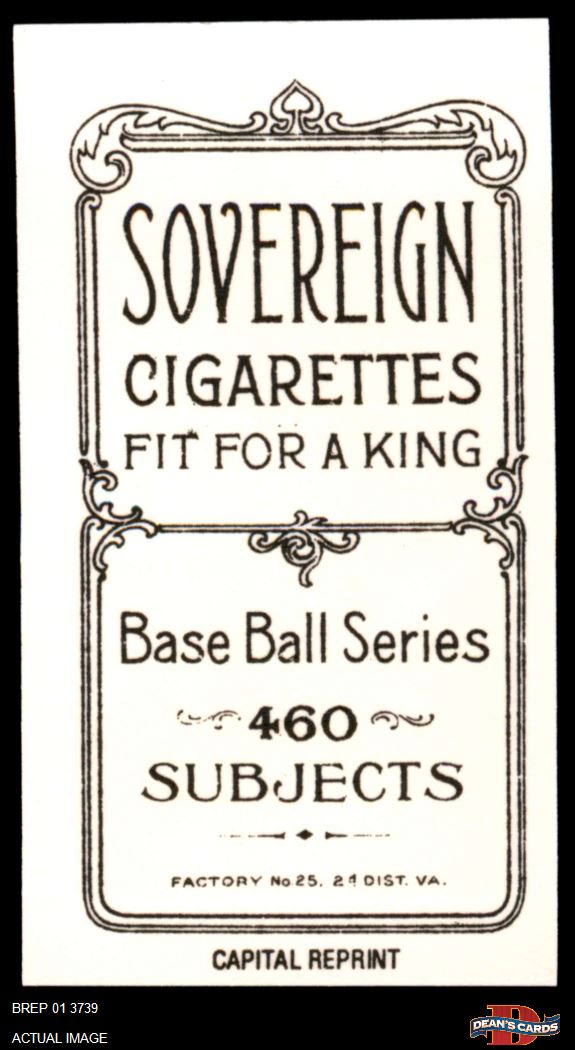 SOVEREIGN
CIGARETTES
FIT FOR A KING
Base Ball Series
460
SUBJECTS
FACTORY No 25, 2d DIST. VA.
CAPITAL REPRINT
BREP 01 3739
ACTUAL IMAGE
D
DEAN'S CARDS